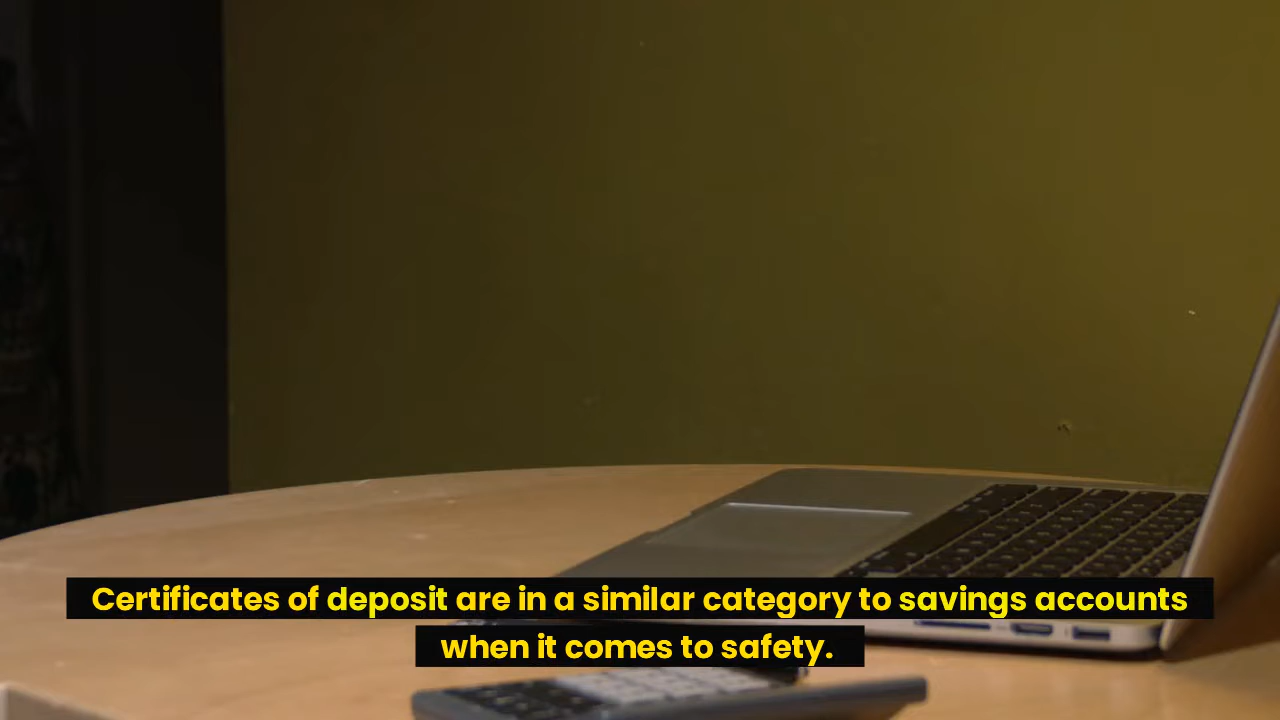 Certificates of deposit are in a similar category to savings accounts
when it comes to safety.